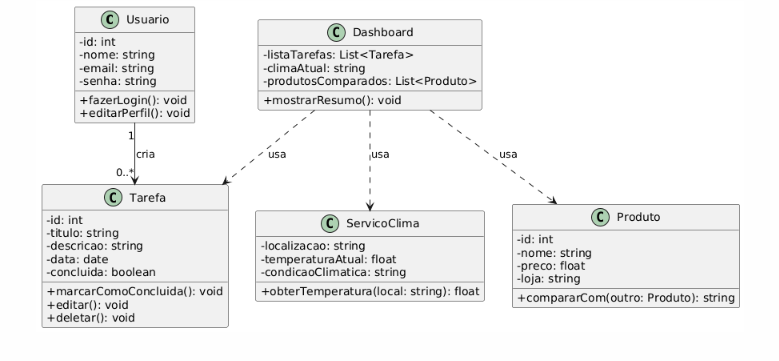 C Usuario
-id: int
-nome: string
-email: string
-senha: string
+fazerLogin(): void
+editarPerfil(): void
C Dashboard
-listaTarefas: List<Tarefa>
-climaAtual: string
-produtosComparados: List<Produto>
+mostrarResumo(): void
1
cria
0..*
usa
usa
usa
C Tarefa
-id: int
-titulo: string
-descricao: string
-data: date
-concluida: boolean
+marcarComoConcluida(): void
+editar(): void
+deletar(): void
C ServicoClima
-localizacao: string
-temperaturaAtual: float
-condicaoClimatica: string
+obterTemperatura(local: string): float
C Produto
-id: int
-nome: string
-preco: float
-loja: string
+compararCom(outro: Produto): string